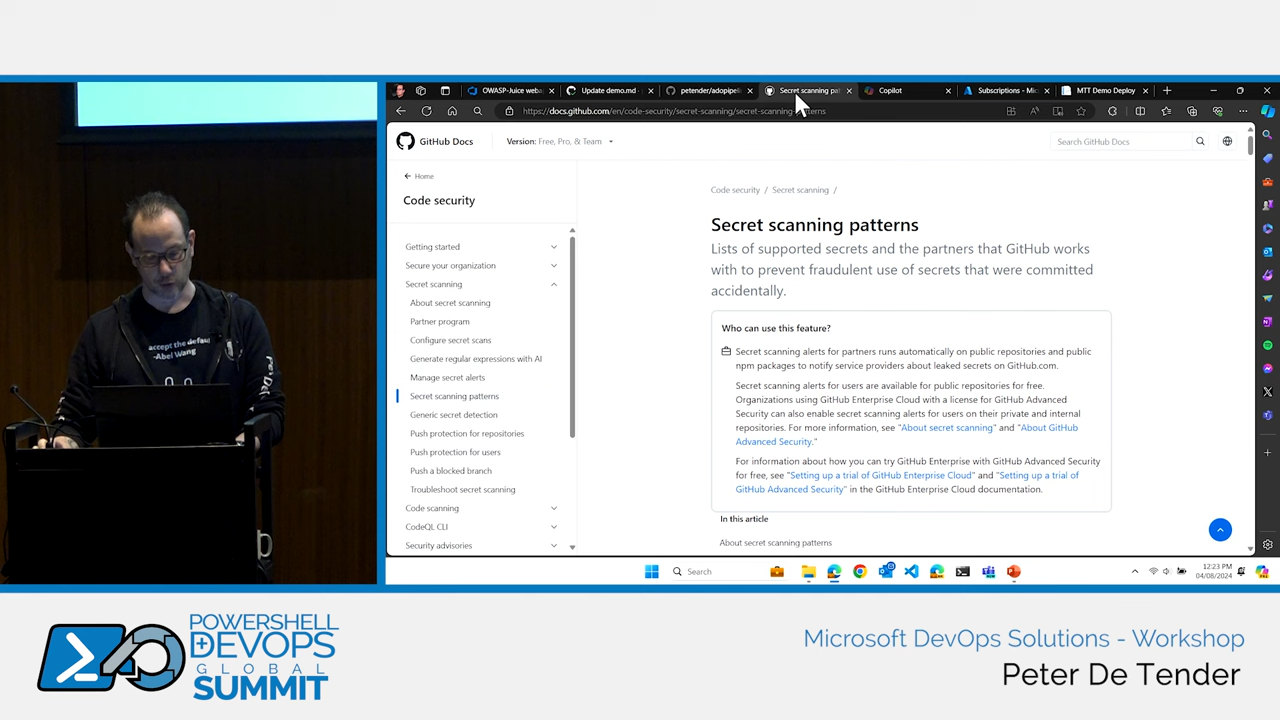 accept the defau
-Abel Wang
OWASP-Juice weba
Update demo.md -
petender/adopipeli
Secret scanning pat
Copilot
Subscriptions - Mic
MTT Demo Deploy
https://docs.github.com/en/code-security/secret-scanning/secret-scanning-patterns
GitHub Docs
Version: Free, Pro, & Team
Search GitHub Docs
Home
Code security
Getting started
Secure your organization
Secret scanning
About secret scanning
Partner program
Configure secret scans
Generate regular expressions with AI
Manage secret alerts
Secret scanning patterns
Generic secret detection
Push protection for repositories
Push protection for users
Push a blocked branch
Troubleshoot secret scanning
Code scanning
CodeQL CLI
Security advisories
Code security / Secret scanning /
Secret scanning patterns
Lists of supported secrets and the partners that GitHub works
with to prevent fraudulent use of secrets that were committed
accidentally.
Who can use this feature?
Secret scanning alerts for partners runs automatically on public repositories and public
npm packages to notify service providers about leaked secrets on GitHub.com.
Secret scanning alerts for users are available for public repositories for free.
Organizations using GitHub Enterprise Cloud with a license for GitHub Advanced
Security can also enable secret scanning alerts for users on their private and internal
repositories. For more information, see "About secret scanning" and "About GitHub
Advanced Security."
For information about how you can try GitHub Enterprise with GitHub Advanced Security
for free, see "Setting up a trial of GitHub Enterprise Cloud" and "Setting up a trial of
GitHub Advanced Security" in the GitHub Enterprise Cloud documentation.
In this article
About secret scanning patterns
Search
12:23 PM
04/08/2024
POWERSHELL
DEVOPS
GLOBAL
SUMMIT
Microsoft DevOps Solutions - Workshop
Peter De Tender